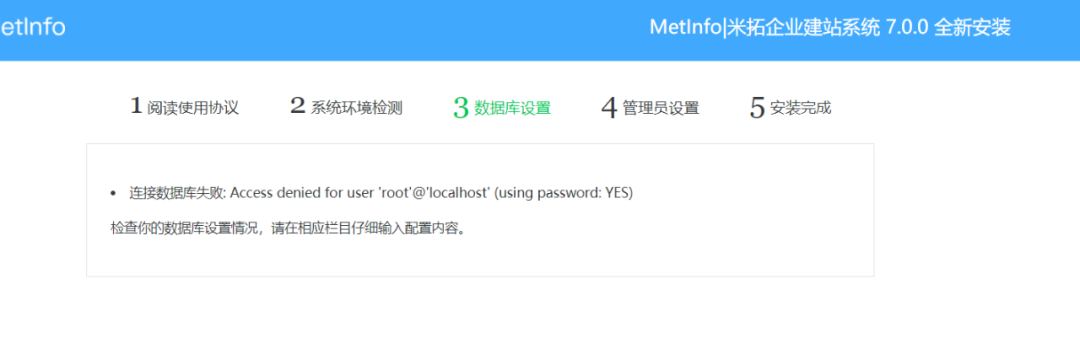 etInfo
MetInfo|米拓企业建站系统 7.0.0 全新安装
1 阅读使用协议 2 系统环境检测 3 数据库设置 4 管理员设置 5 安装完成
• 连接数据库失败: Access denied for user 'root'@'localhost' (using password: YES)
检查你的数据库设置情况，请在相应栏目仔细输入配置内容。